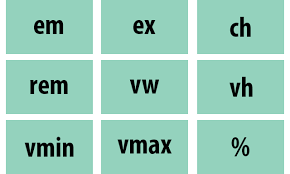 em ex ch
rem vw vh
vmin vmax %